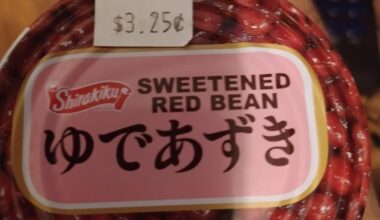 $3.25¢
Shirakiku
SWEETENED
RED BEAN
ゆであずき